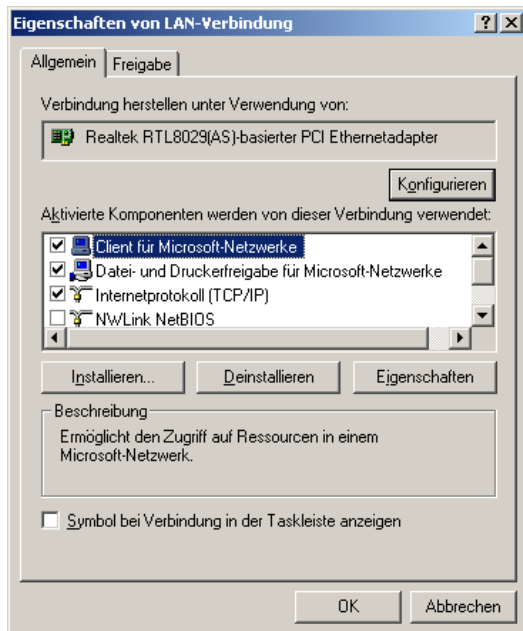 Eigenschaften von LAN-Verbindung
Allgemein
Freigabe
Verbindung herstellen unter Verwendung von:
Realtek RTL8029(AS)-basierter PCI Ethernetadapter
Konfigurieren
Aktivierte Komponenten werden von dieser Verbindung verwendet:
Client für Microsoft-Netzwerke
Datei- und Druckerfreigabe für Microsoft-Netzwerke
Internetprotokoll (TCP/IP)
NWLink NetBIOS
Installieren...
Deinstallieren
Eigenschaften
Beschreibung
Ermöglicht den Zugriff auf Ressourcen in einem
Microsoft-Netzwerk.
Symbol bei Verbindung in der Taskleiste anzeigen
OK
Abbrechen